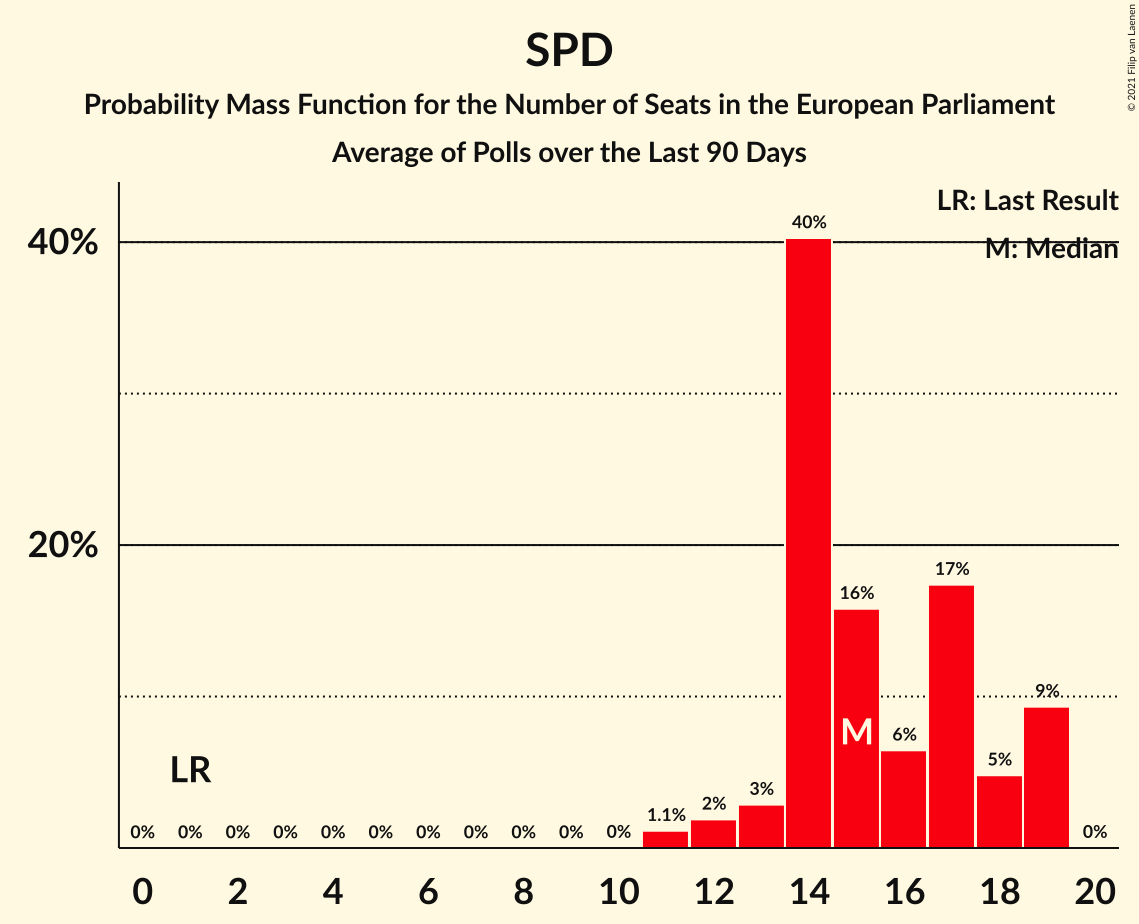 SPD
Probability Mass Function for the Number of Seats in the European Parliament
Average of Polls over the Last 90 Days
© 2021 Filip van Laenen
LR: Last Result
M: Median
40%
20%
40%
17%
16%
9%
6%
5%
3%
2%
1.1%
M
LR
0% 0% 0% 0% 0% 0% 0% 0% 0% 0% 0% 0%
0 2 4 6 8 10 12 14 16 18 20